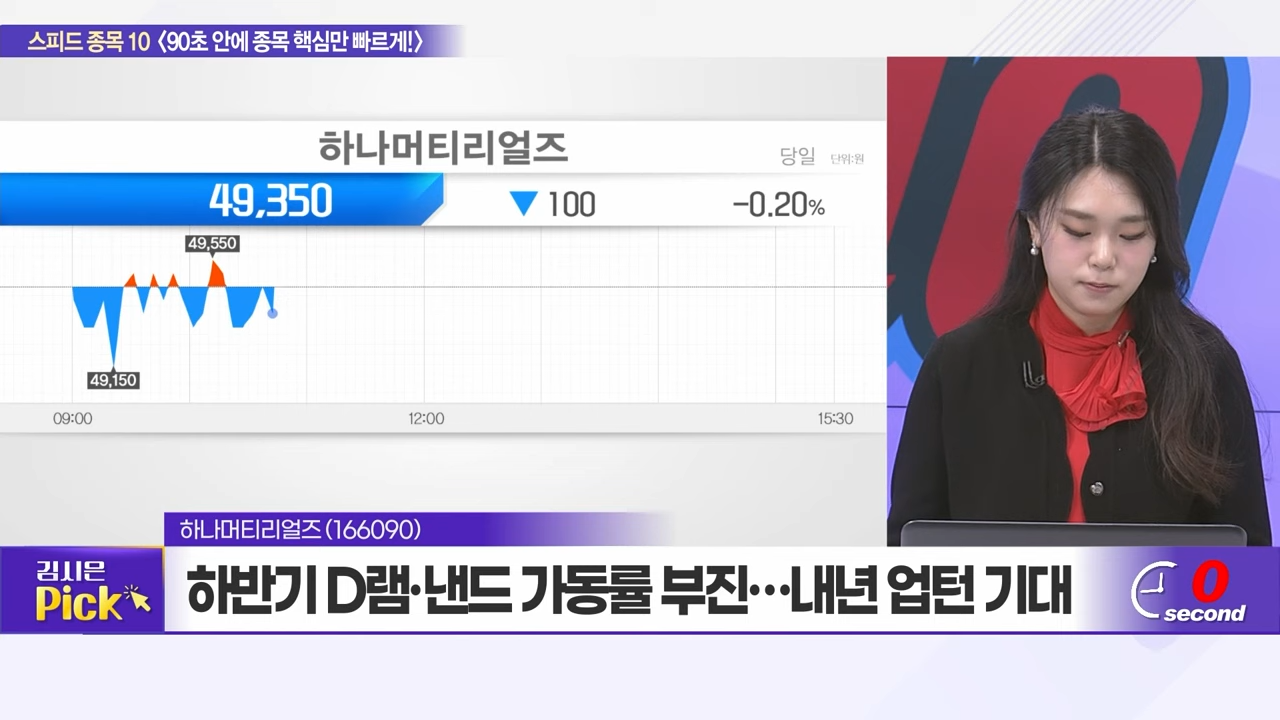 스피드 종목 10 〈90초 안에 종목 핵심만 빠르게!〉
하나머티리얼즈
당일 단위:원
49,350 ▼ 100 -0.20%
49,550
49,150
09:00 12:00 15:30
하나머티리얼즈 (166090)
김시은
Pick
하반기 D램·낸드 가동률 부진…내년 업턴 기대
0
second